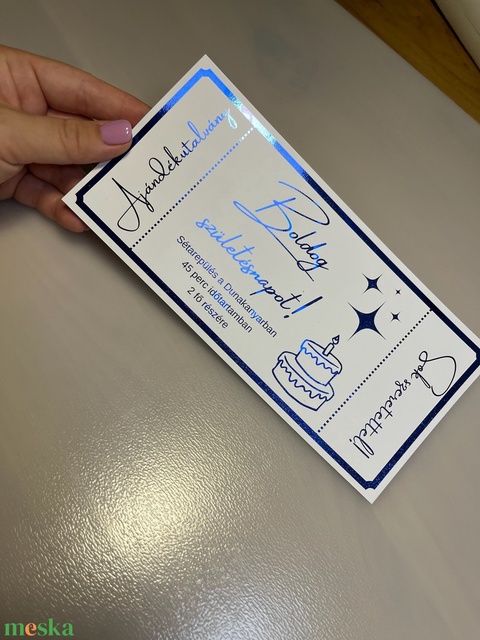 Ajándékutalvány
Boldog
születésnapot!
Sétarepülés a Dunakanyarban
45 perc időtartamban
2 fő részére
Sok szeretettel!
meska